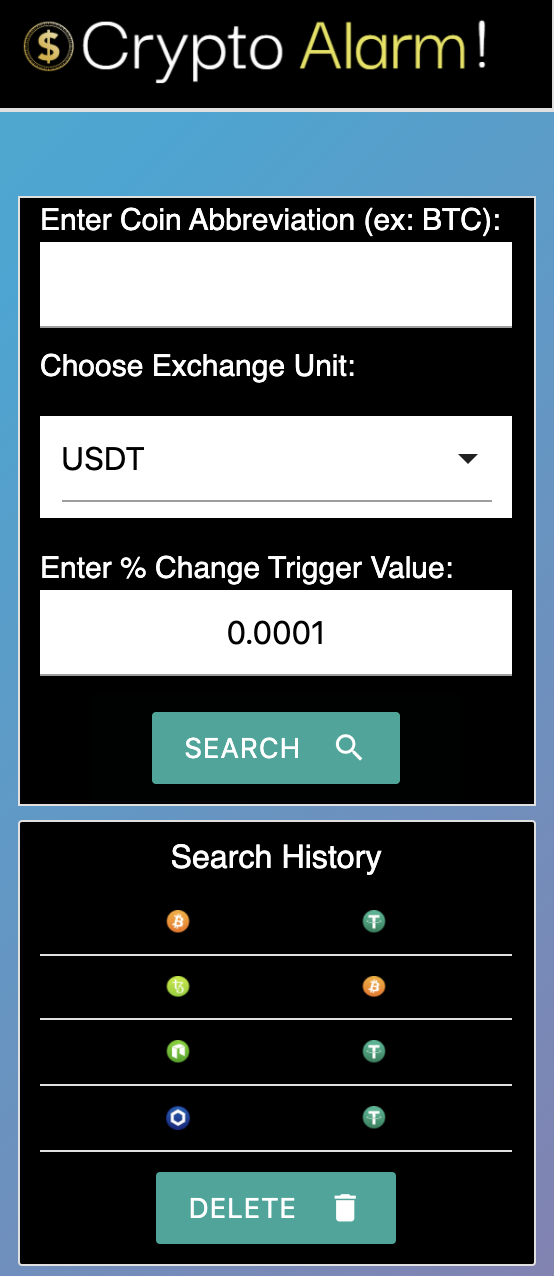 Crypto Alarm!
Enter Coin Abbreviation (ex: BTC):
Choose Exchange Unit:
USDT
Enter % Change Trigger Value:
0.0001
SEARCH
Search History
DELETE